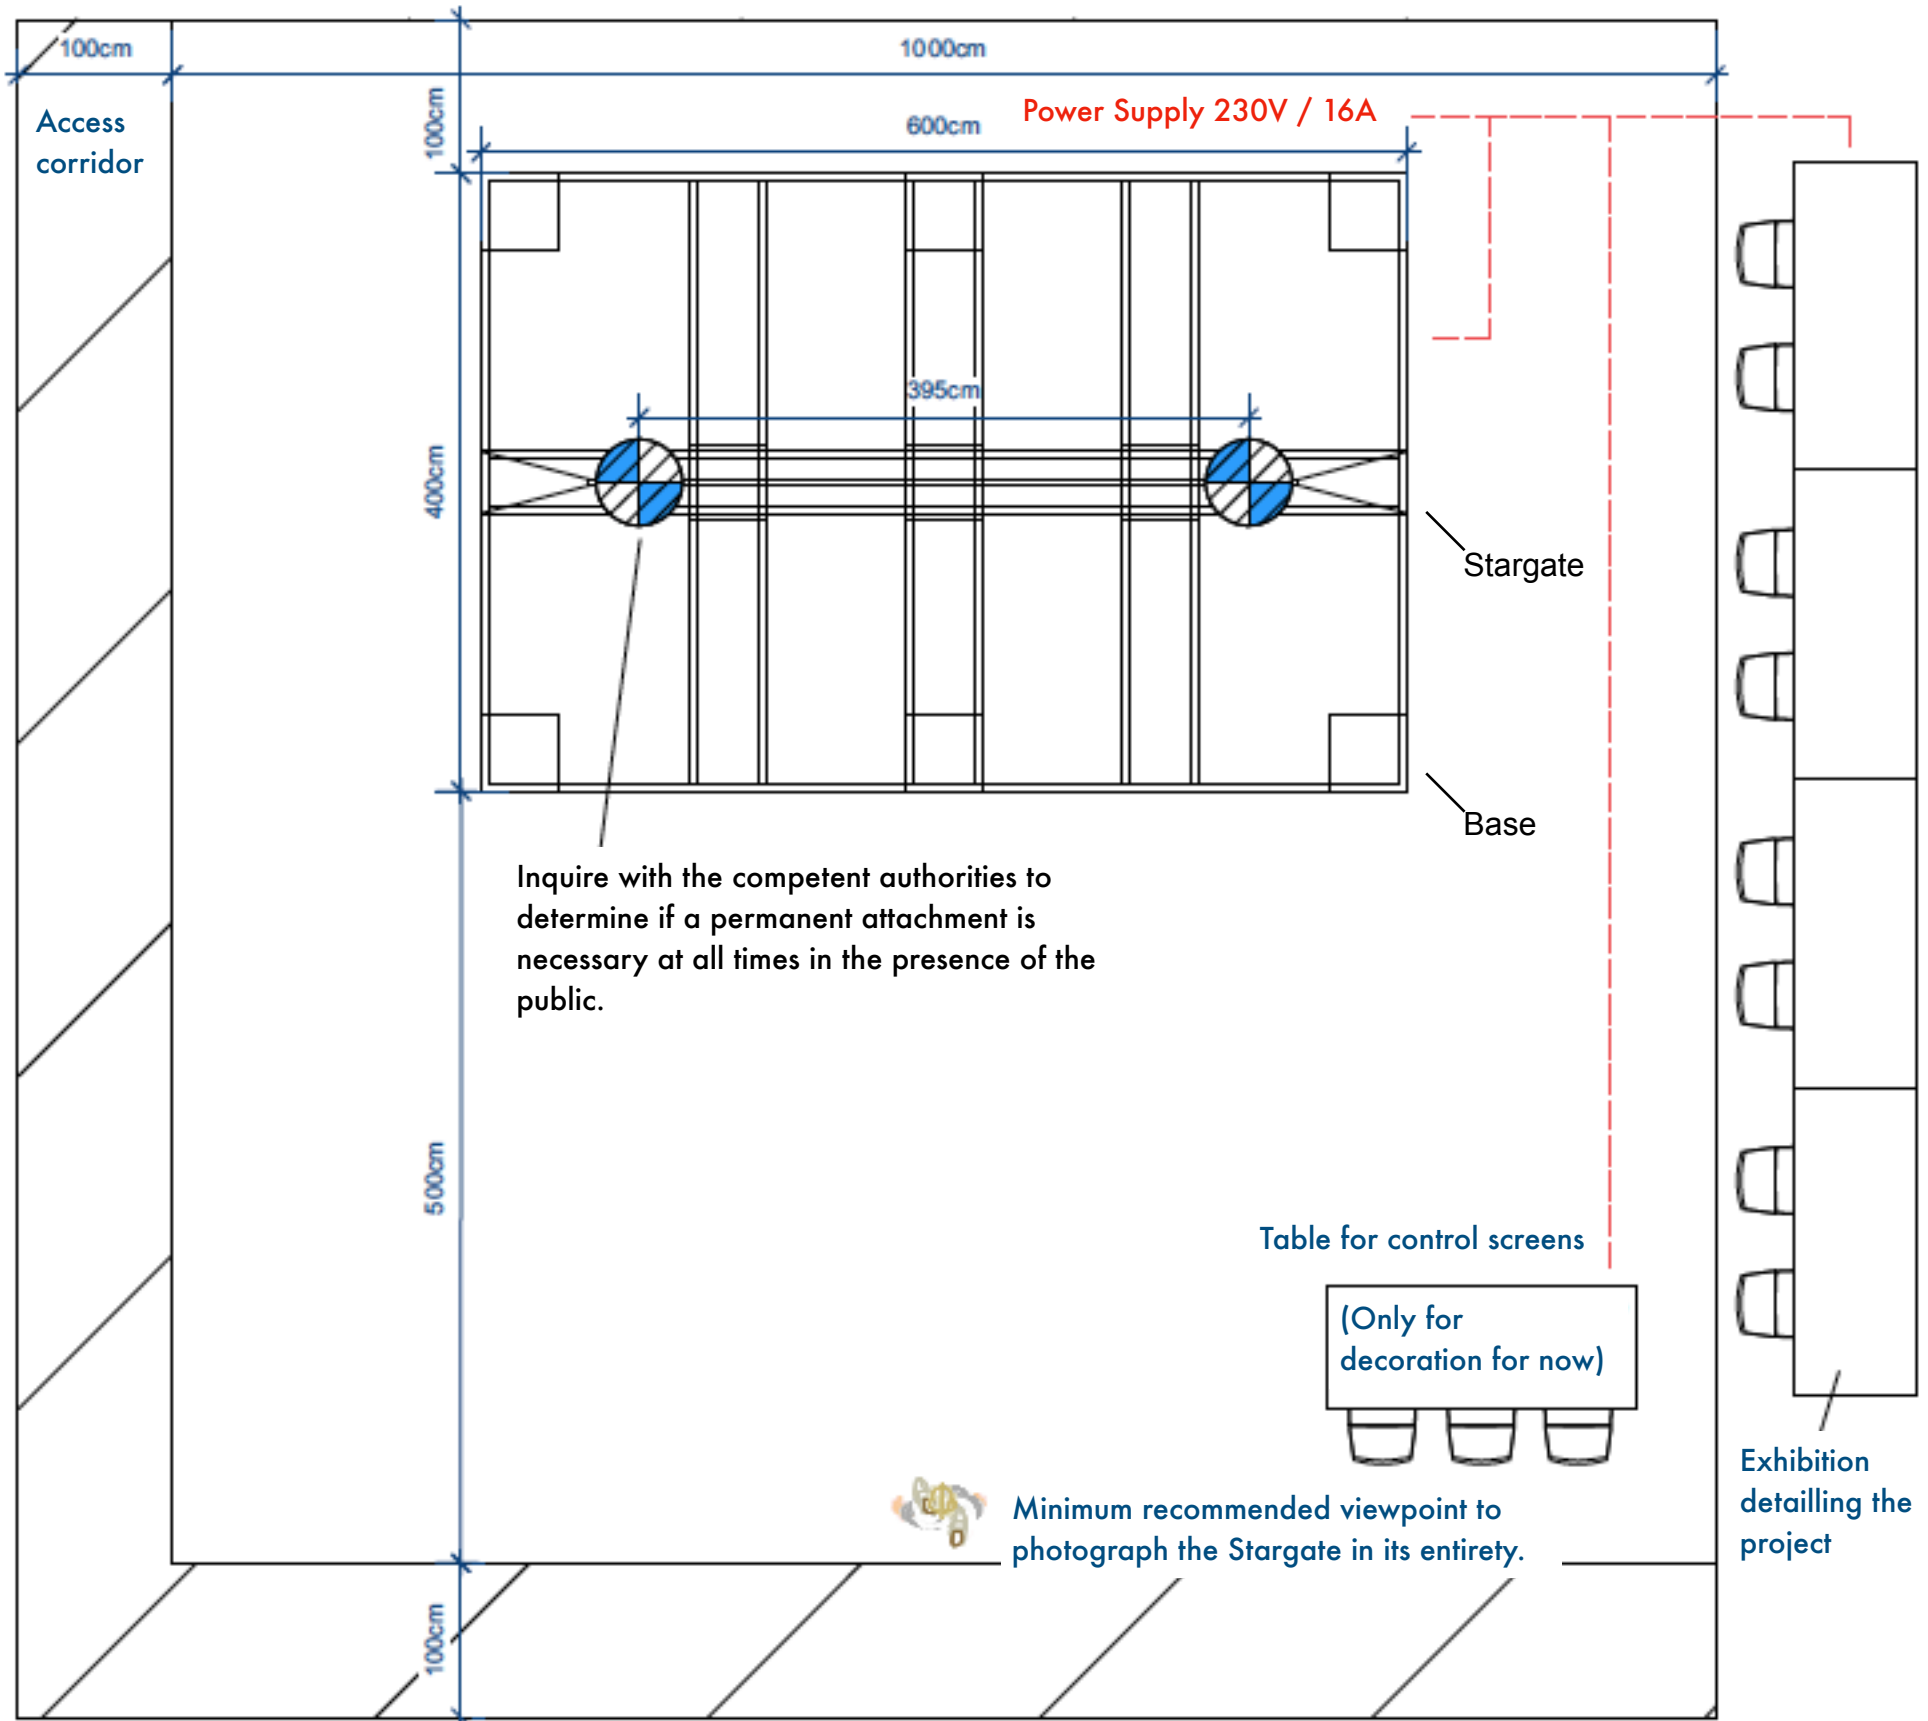 100cm
1000cm
Access
corridor
100cm
600cm
Power Supply 230V / 16A
395cm
400cm
Stargate
Base
Inquire with the competent authorities to
determine if a permanent attachment is
necessary at all times in the presence of the
public.
500cm
Table for control screens
(Only for
decoration for now)
Minimum recommended viewpoint to
photograph the Stargate in its entirety.
Exhibition
detailling the
project
100cm